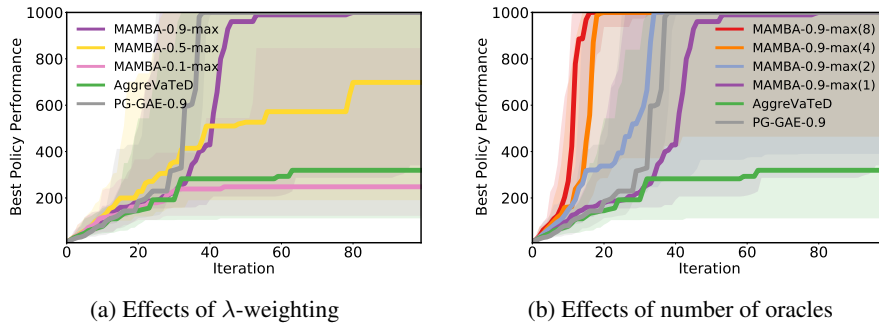 Best Policy Performance
1000
800
600
400
200
MAMBA-0.9-max
MAMBA-0.5-max
MAMBA-0.1-max
AggreVaTeD
PG-GAE-0.9
0 20 40 60 80
Iteration
(a) Effects of λ-weighting
Best Policy Performance
1000
800
600
400
200
MAMBA-0.9-max(8)
MAMBA-0.9-max(4)
MAMBA-0.9-max(2)
MAMBA-0.9-max(1)
AggreVaTeD
PG-GAE-0.9
0 20 40 60 80
Iteration
(b) Effects of number of oracles